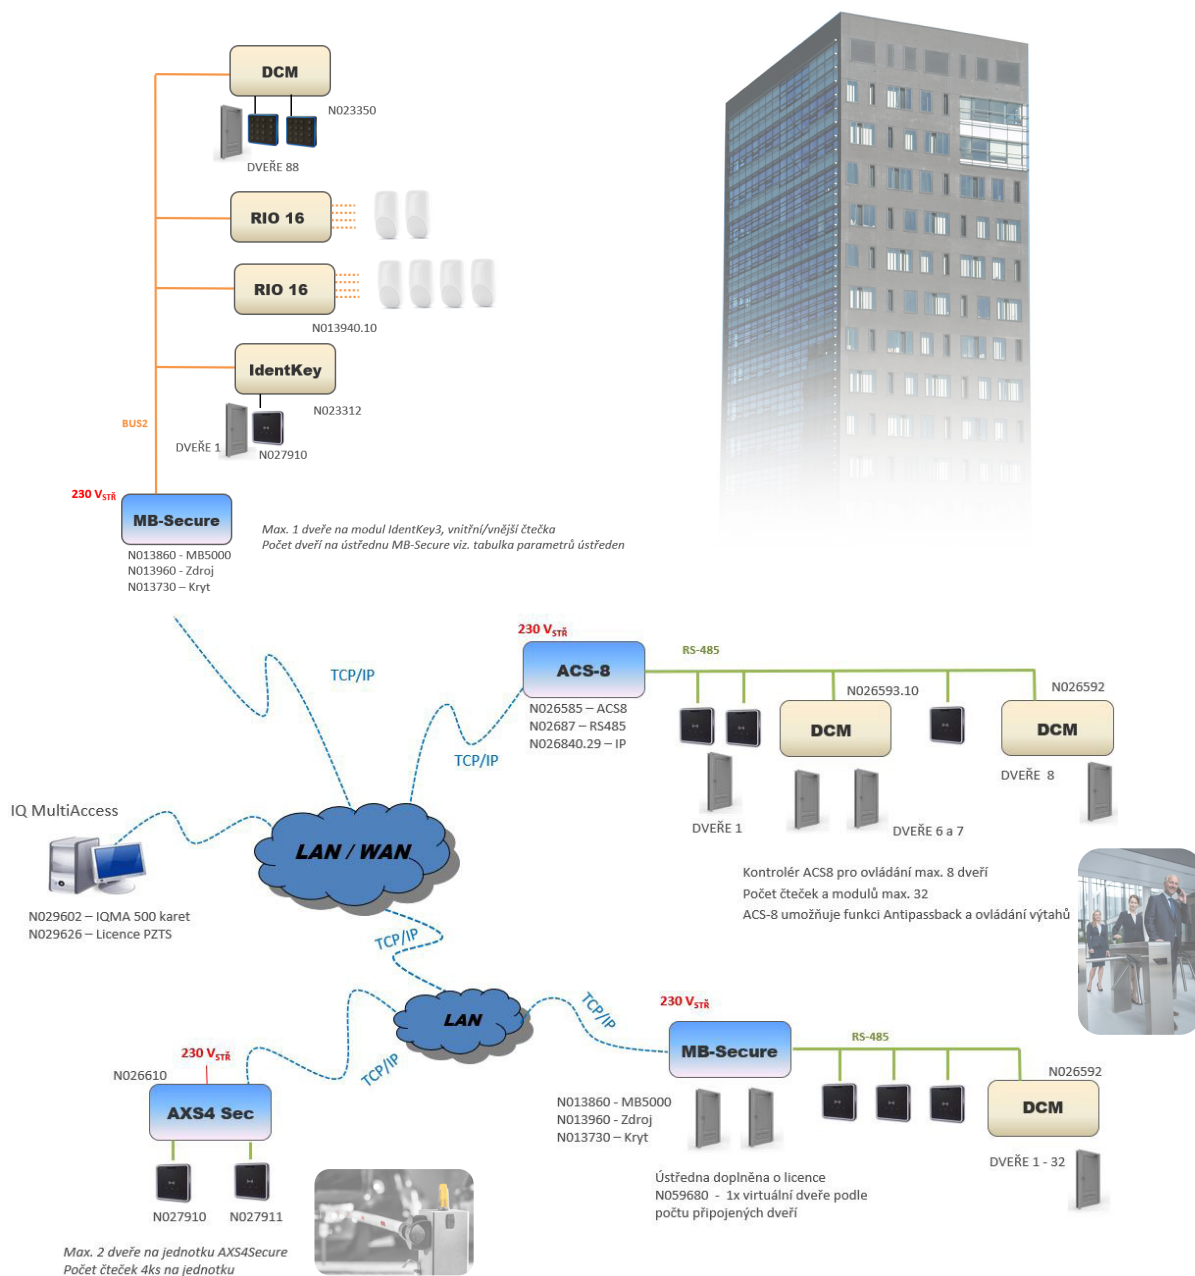 DCM
N023350
DVEŘE 88
RIO 16
RIO 16
N013940.10
IdentKey
N023312
BUS2
DVEŘE 1
N027910
230 VSTŘ
MB-Secure
Max. 1 dveře na modul IdentKey3, vnitřní/vnější čtečka
Počet dveří na ústřednu MB-Secure viz. tabulka parametrů ústředen
N013860 - MB5000
N013960 - Zdroj
N013730 – Kryt
230 VSTŘ
ACS-8
RS-485
TCP/IP
N026585 – ACS8
N02687 – RS485
N026840.29 – IP
N026593.10
N026592
DCM
DCM
TCP/IP
DVEŘE 8
DVEŘE 1
DVEŘE 6 a 7
IQ MultiAccess
LAN / WAN
N029602 – IQMA 500 karet
N029626 – Licence PZTS
Kontrolér ACS8 pro ovládání max. 8 dveří
Počet čteček a modulů max. 32
ACS-8 umožňuje funkci Antipassback a ovládání výtahů
TCP/IP
LAN
TCP/IP
TCP/IP
230 VSTŘ
N026610
AXS4 Sec
N027910
N027911
Max. 2 dveře na jednotku AXS4Secure
Počet čteček 4ks na jednotku
230 VSTŘ
MB-Secure
RS-485
N026592
DCM
N013860 - MB5000
N013960 - Zdroj
N013730 – Kryt
DVEŘE 1 - 32
Ústředna doplněna o licence
N059680 - 1x virtuální dveře podle
počtu připojených dveří